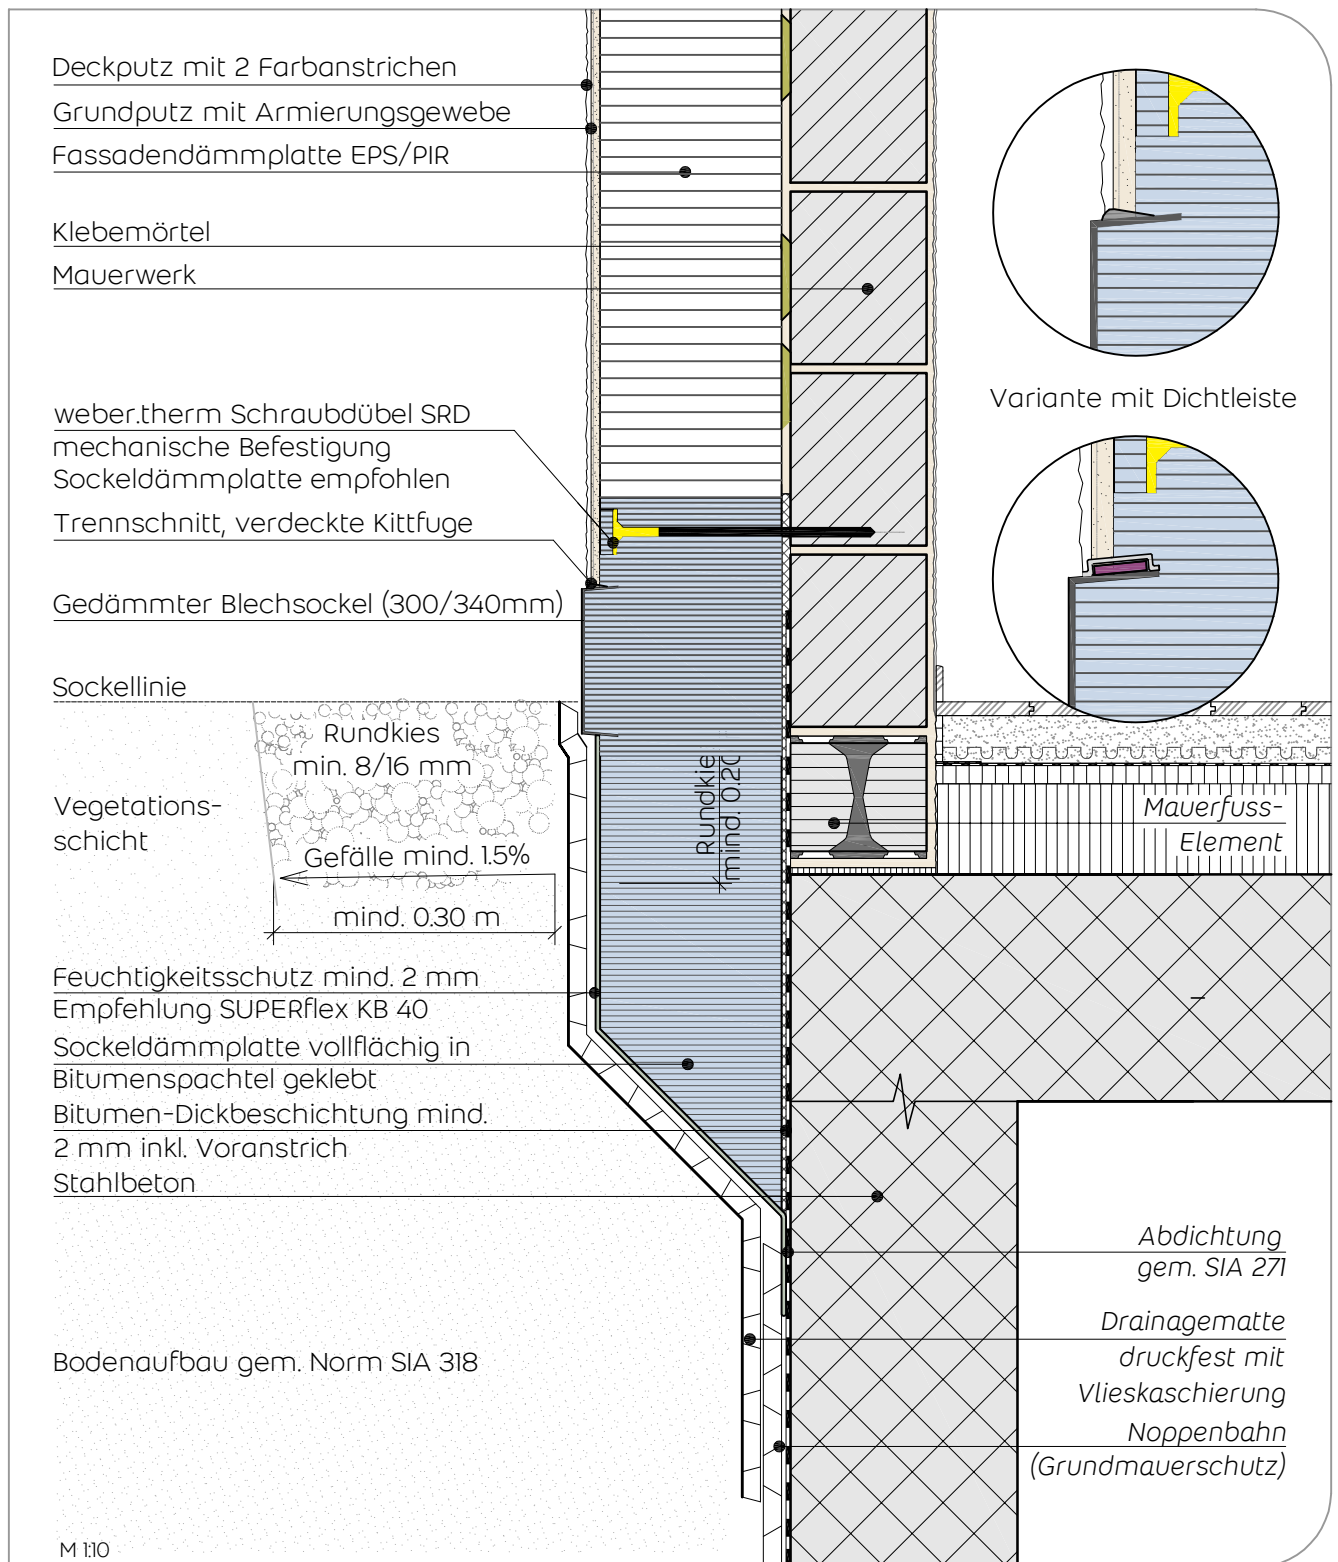 Deckputz mit 2 Farbanstrichen
Grundputz mit Armierungsgewebe
Fassadendämmplatte EPS/PIR
Klebemörtel
Mauerwerk
Variante mit Dichtleiste
weber.therm Schraubdübel SRD
mechanische Befestigung
Sockeldämmplatte empfohlen
Trennschnitt, verdeckte Kittfuge
Gedämmter Blechsockel (300/340mm)
Sockellinie
Rundkies
min. 8/16 mm
Vegetations-
schicht
Gefälle mind. 1.5%
mind. 0.30 m
Rundkie
mind. 0.20
Mauerfuss-
Element
Feuchtigkeitsschutz mind. 2 mm
Empfehlung SUPERflex KB 40
Sockeldämmplatte vollflächig in
Bitumenspachtel geklebt
Bitumen-Dickbeschichtung mind.
2 mm inkl. Voranstrich
Stahlbeton
Abdichtung
gem. SIA 271
Drainagematte
druckfest mit
Vlieskaschierung
Noppenbahn
(Grundmauerschutz)
Bodenaufbau gem. Norm SIA 318
M 1:10